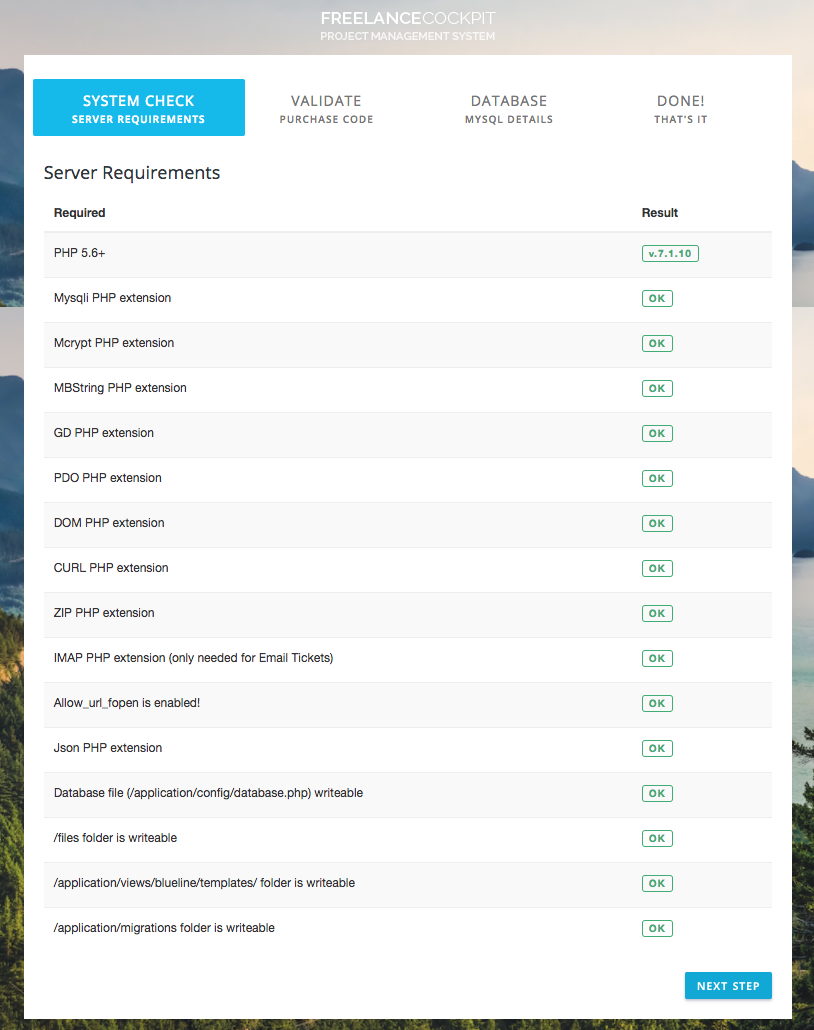 FREELANCECOCKPIT
PROJECT MANAGEMENT SYSTEM
SYSTEM CHECK
SERVER REQUIREMENTS
VALIDATE
PURCHASE CODE
DATABASE
MYSQL DETAILS
DONE!
THAT'S IT
Server Requirements
Required Result
PHP 5.6+ v.7.1.10
Mysqli PHP extension OK
Mcrypt PHP extension OK
MBString PHP extension OK
GD PHP extension OK
PDO PHP extension OK
DOM PHP extension OK
CURL PHP extension OK
ZIP PHP extension OK
IMAP PHP extension (only needed for Email Tickets) OK
Allow_url_fopen is enabled! OK
Json PHP extension OK
Database file (/application/config/database.php) writeable OK
/files folder is writeable OK
/application/views/blueline/templates/ folder is writeable OK
/application/migrations folder is writeable OK
NEXT STEP